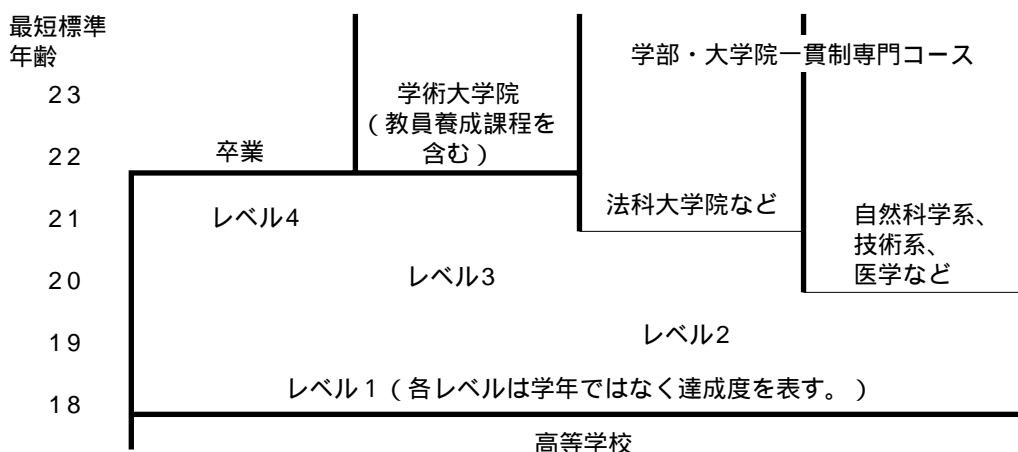 最短標準
年齢
学部・大学院一貫制専門コース
23
学術大学院
(教員養成課程を
含む)
22
卒業
21
レベル4
法科大学院など
自然科学系、
技術系、
医学など
20
レベル3
19
レベル2
レベル1(各レベルは学年ではなく達成度を表す。)
18
高等学校